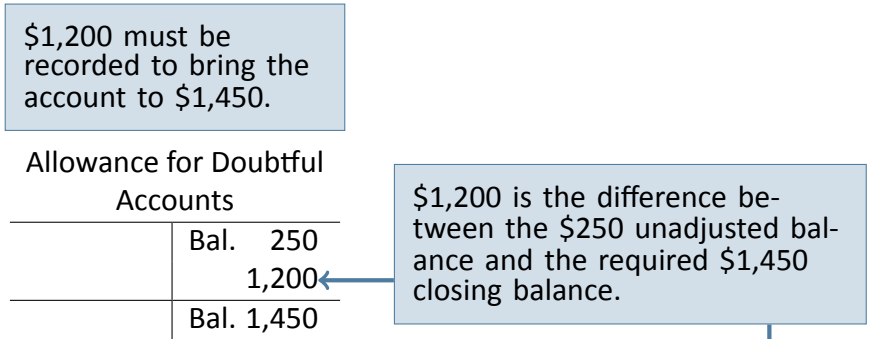 $1,200 must be
recorded to bring the
account to $1,450.
Allowance for Doubtful
Accounts
Bal. 250
1,200
Bal. 1,450
$1,200 is the difference be-
tween the $250 unadjusted bal-
ance and the required $1,450
closing balance.